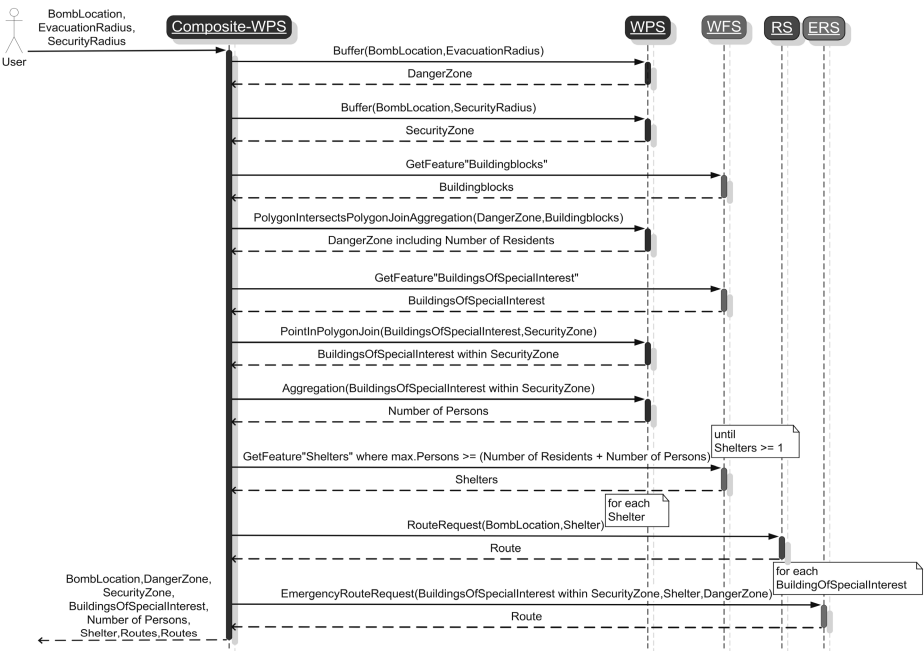 BombLocation,
EvacuationRadius,
SecurityRadius
User
Composite-WPS
WPS
WFS
RS
ERS
Buffer(BombLocation,EvacuationRadius)
DangerZone
Buffer(BombLocation,SecurityRadius)
SecurityZone
GetFeature"Buildingblocks"
Buildingblocks
PolygonIntersectsPolygonJoinAggregation(DangerZone,Buildingblocks)
DangerZone including Number of Residents
GetFeature"BuildingsOfSpecialInterest"
BuildingsOfSpecialInterest
PointInPolygonJoin(BuildingsOfSpecialInterest,SecurityZone)
BuildingsOfSpecialInterest within SecurityZone
Aggregation(BuildingsOfSpecialInterest within SecurityZone)
Number of Persons
until
Shelters >= 1
GetFeature"Shelters" where max.Persons >= (Number of Residents + Number of Persons)
Shelters
for each
Shelter
RouteRequest(BombLocation,Shelter)
Route
for each
BuildingOfSpecialInterest
EmergencyRouteRequest(BuildingsOfSpecialInterest within SecurityZone,Shelter,DangerZone)
Route
BombLocation,DangerZone,
SecurityZone,
BuildingsOfSpecialInterest,
Number of Persons,
Shelter,Routes,Routes